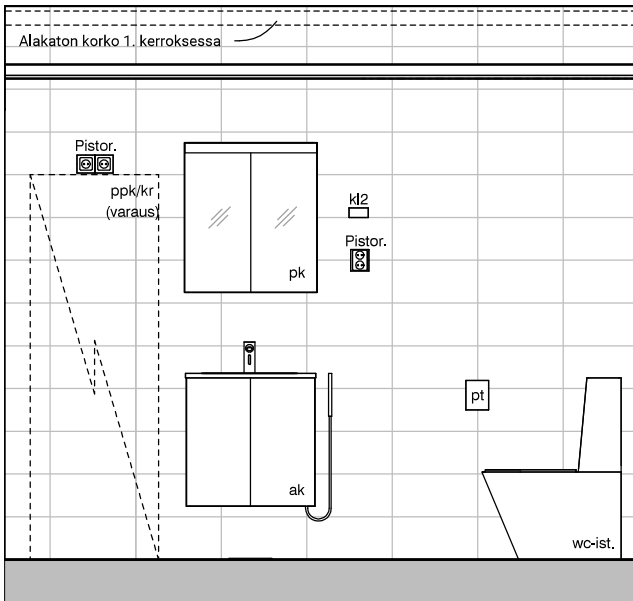 Alakaton korko 1. kerroksessa
Pistor.
ppk/kr
(varaus)
kl2
Pistor.
pk
pt
ak
wc-ist.